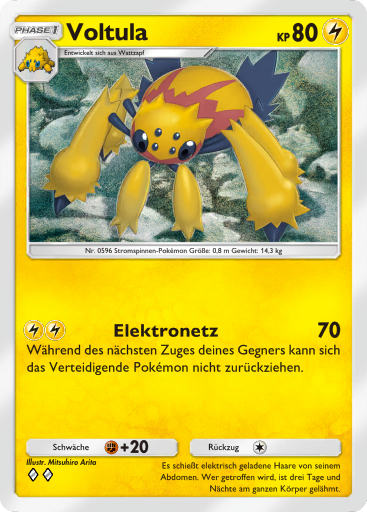 PHASE 1 Voltula KP 80
Entwickelt sich aus Wattzapf
Nr. 0596 Stromspinnen-Pokémon Größe: 0,8 m Gewicht: 14,3 kg
Elektronetz 70
Während des nächsten Zuges deines Gegners kann sich
das Verteidigende Pokémon nicht zurückziehen.
Schwäche +20 Rückzug
Illustr. Mitsuhiro Arita
Es schießt elektrisch geladene Haare von seinem
Abdomen. Wer getroffen wird, ist drei Tage und
Nächte am ganzen Körper gelähmt.